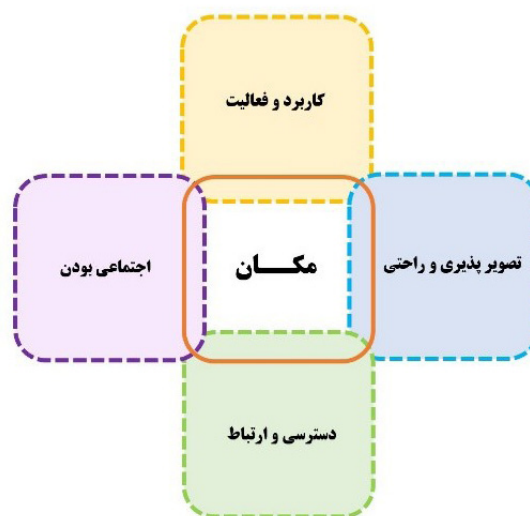 کاربرد و فعالیت
تصویر پذیری و راحتی
مکـــان
اجتماعی بودن
دسترسی و ارتباط